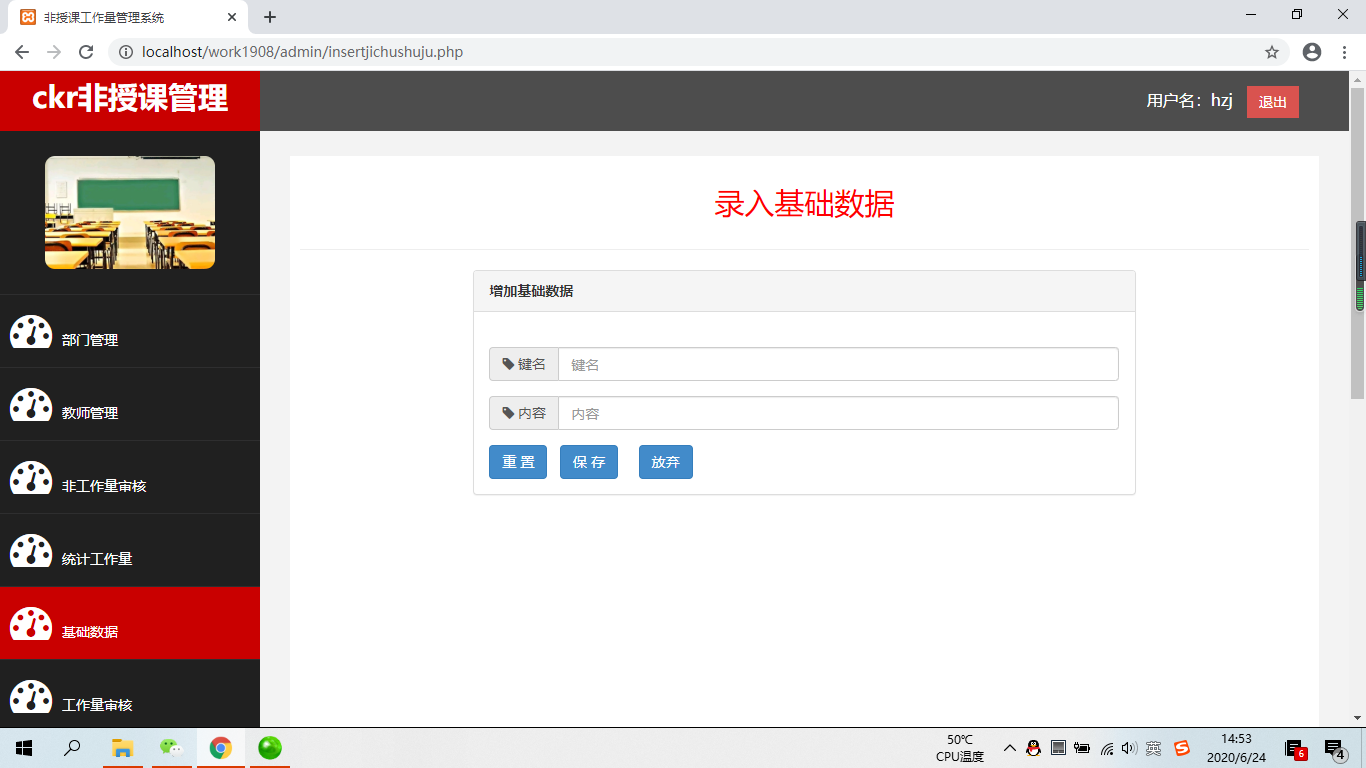 非授课工作量管理系统
localhost/work1908/admin/insertjichushuju.php
ckr非授课管理
用户名：hzj 退出
部门管理
教师管理
非工作量审核
统计工作量
基础数据
工作量审核
录入基础数据
增加基础数据
键名 键名
内容 内容
重 置 保 存 放弃
50℃
CPU温度
英
14:53
2020/6/24
6
4